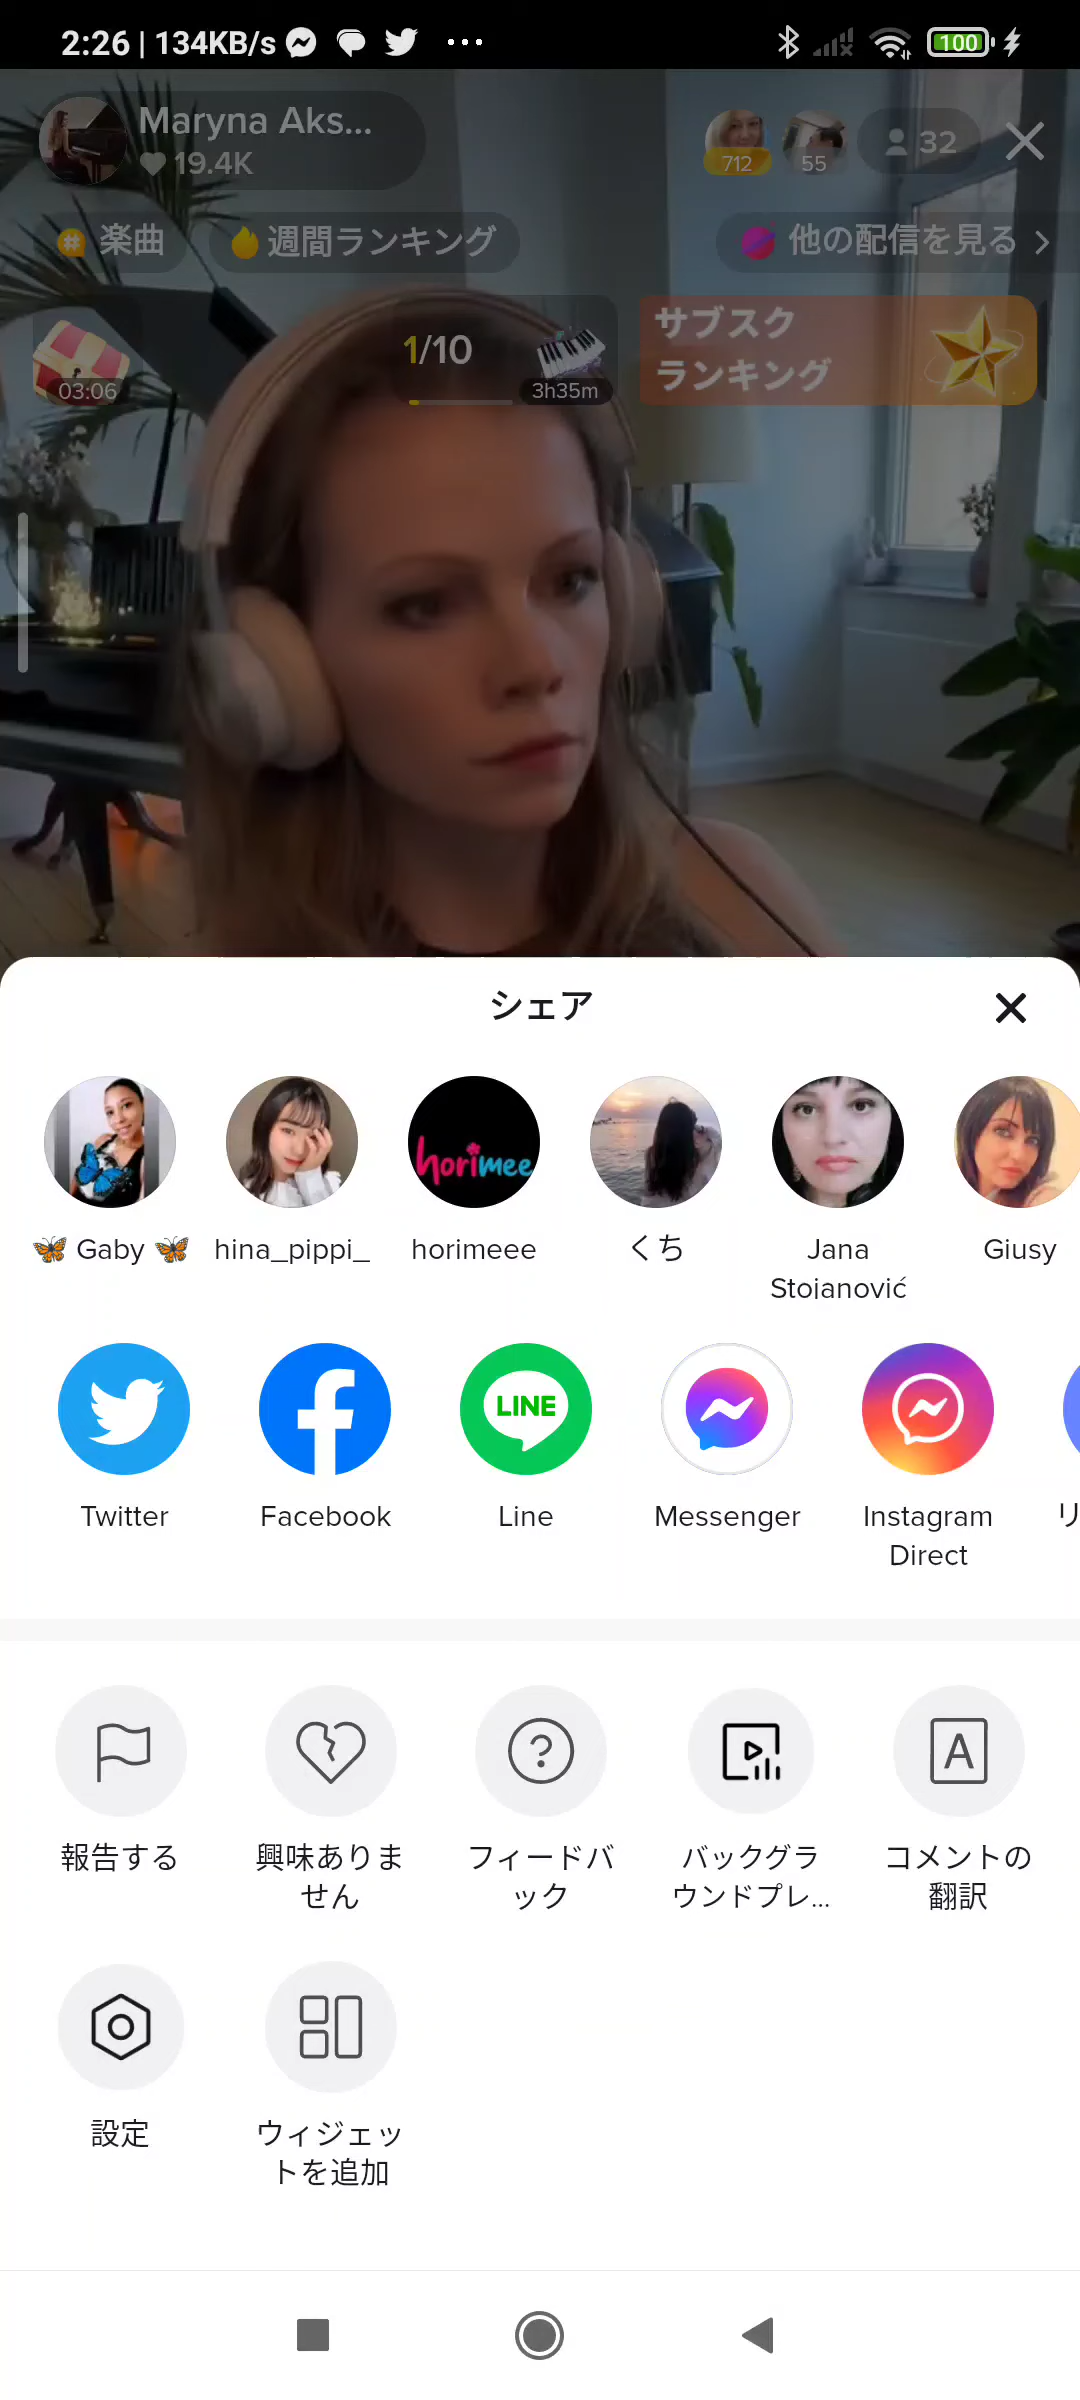 2:26 | 134KB/s
100
Maryna Aks...
19.4K
712
55
32
楽曲
週間ランキング
他の配信を見る
03:06
1/10
3h35m
サブスク
ランキング
シェア
horimee
Gaby
hina_pippi_
horimeee
くち
Jana
Stojanović
Giusy
LINE
Twitter
Facebook
Line
Messenger
Instagram
Direct
リ
A
報告する
興味ありま
せん
フィードバ
ック
バックグラ
ウンドプレ...
コメントの
翻訳
設定
ウィジェッ
トを追加